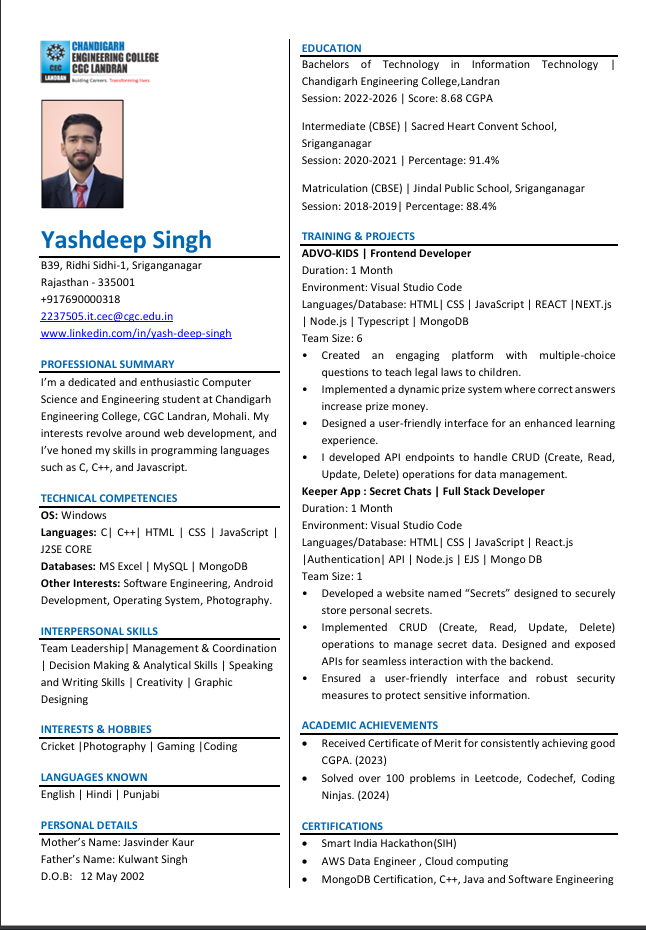 CHANDIGARH
ENGINEERING COLLEGE
CGC LANDRAN
CEC
LANDRAN
Building Careers. Transforming lives.
Yashdeep Singh
B39, Ridhi Sidhi-1, Sriganganagar
Rajasthan - 335001
+917690000318
2237505.it.cec@cgc.edu.in
www.linkedin.com/in/yash-deep-singh
PROFESSIONAL SUMMARY
I’m a dedicated and enthusiastic Computer
Science and Engineering student at Chandigarh
Engineering College, CGC Landran, Mohali. My
interests revolve around web development, and
I’ve honed my skills in programming languages
such as C, C++, and Javascript.
TECHNICAL COMPETENCIES
OS: Windows
Languages: C| C++| HTML | CSS | JavaScript |
J2SE CORE
Databases: MS Excel | MySQL | MongoDB
Other Interests: Software Engineering, Android
Development, Operating System, Photography.
INTERPERSONAL SKILLS
Team Leadership| Management & Coordination
| Decision Making & Analytical Skills | Speaking
and Writing Skills | Creativity | Graphic
Designing
INTERESTS & HOBBIES
Cricket |Photography | Gaming |Coding
LANGUAGES KNOWN
English | Hindi | Punjabi
PERSONAL DETAILS
Mother’s Name: Jasvinder Kaur
Father’s Name: Kulwant Singh
D.O.B: 12 May 2002
EDUCATION
Bachelors of Technology in Information Technology |
Chandigarh Engineering College,Landran
Session: 2022-2026 | Score: 8.68 CGPA
Intermediate (CBSE) | Sacred Heart Convent School,
Sriganganagar
Session: 2020-2021 | Percentage: 91.4%
Matriculation (CBSE) | Jindal Public School, Sriganganagar
Session: 2018-2019| Percentage: 88.4%
TRAINING & PROJECTS
ADVO-KIDS | Frontend Developer
Duration: 1 Month
Environment: Visual Studio Code
Languages/Database: HTML| CSS | JavaScript | REACT |NEXT.js
| Node.js | Typescript | MongoDB
Team Size: 6
• Created an engaging platform with multiple-choice
questions to teach legal laws to children.
• Implemented a dynamic prize system where correct answers
increase prize money.
• Designed a user-friendly interface for an enhanced learning
experience.
• I developed API endpoints to handle CRUD (Create, Read,
Update, Delete) operations for data management.
Keeper App : Secret Chats | Full Stack Developer
Duration: 1 Month
Environment: Visual Studio Code
Languages/Database: HTML| CSS | JavaScript | React.js
|Authentication| API | Node.js | EJS | Mongo DB
Team Size: 1
• Developed a website named “Secrets” designed to securely
store personal secrets.
• Implemented CRUD (Create, Read, Update, Delete)
operations to manage secret data. Designed and exposed
APIs for seamless interaction with the backend.
• Ensured a user-friendly interface and robust security
measures to protect sensitive information.
ACADEMIC ACHIEVEMENTS
• Received Certificate of Merit for consistently achieving good
CGPA. (2023)
• Solved over 100 problems in Leetcode, Codechef, Coding
Ninjas. (2024)
CERTIFICATIONS
• Smart India Hackathon(SIH)
• AWS Data Engineer , Cloud computing
• MongoDB Certification, C++, Java and Software Engineering